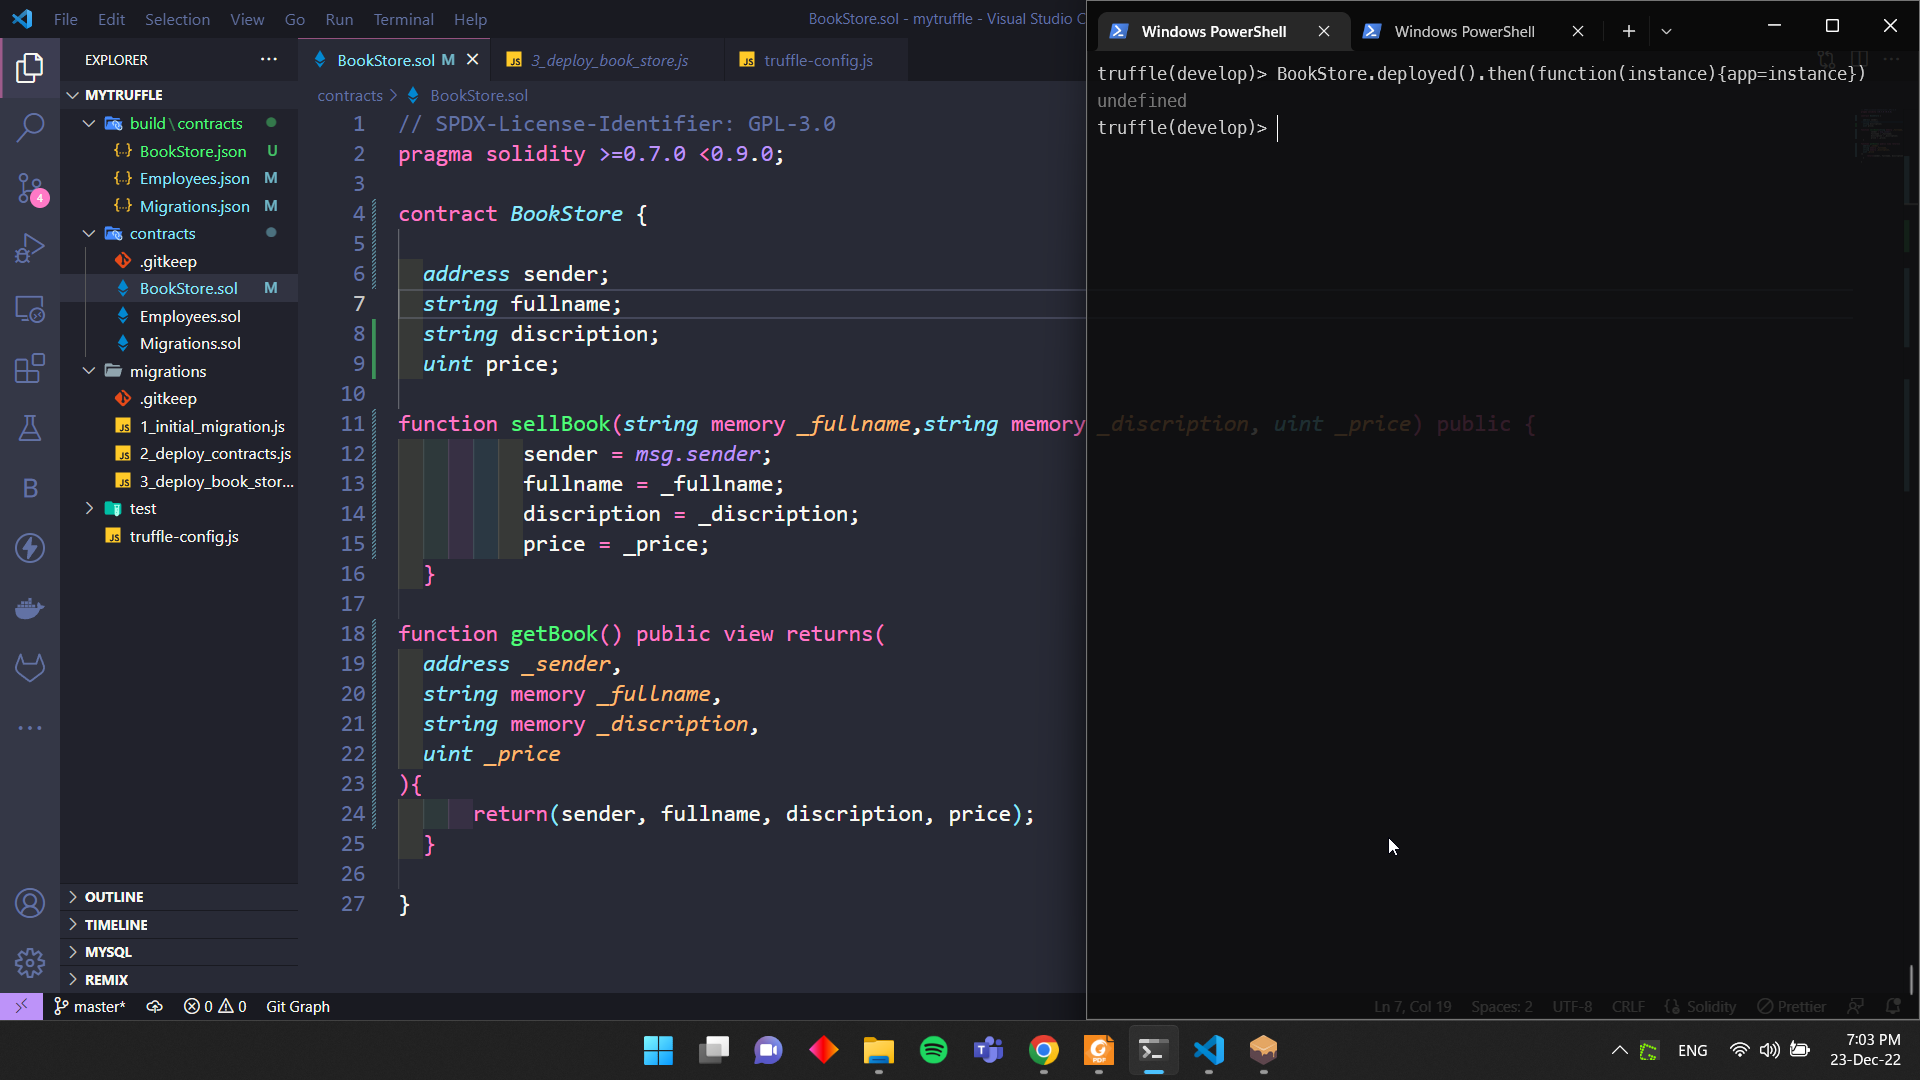 File Edit Selection View Go Run Terminal Help
BookStore.sol - mytruffle - Visual Studio C
EXPLORER
MYTRUFFLE
build\contracts
BookStore.json U
Employees.json M
Migrations.json M
contracts
.gitkeep
BookStore.sol M
Employees.sol
Migrations.sol
migrations
.gitkeep
1_initial_migration.js
2_deploy_contracts.js
3_deploy_book_stor...
test
truffle-config.js
OUTLINE
TIMELINE
MYSQL
REMIX
4
B
BookStore.sol M
3_deploy_book_store.js
truffle-config.js
contracts > BookStore.sol
1 // SPDX-License-Identifier: GPL-3.0
2 pragma solidity >=0.7.0 <0.9.0;
3
4 contract BookStore {
5
6 address sender;
7 string fullname;
8 string discription;
9 uint price;
10
11 function sellBook(string memory _fullname,string memory _discription, uint _price) public {
12 sender = msg.sender;
13 fullname = _fullname;
14 discription = _discription;
15 price = _price;
16 }
17
18 function getBook() public view returns(
19 address _sender,
20 string memory _fullname,
21 string memory _discription,
22 uint _price
23 ){
24 return(sender, fullname, discription, price);
25 }
26
27 }
Windows PowerShell
Windows PowerShell
truffle(develop)> BookStore.deployed().then(function(instance){app=instance})
undefined
truffle(develop)>
master* 0 0 Git Graph
Ln 7, Col 19 Spaces: 2 UTF-8 CRLF Solidity Prettier
PDF
ENG
7:03 PM
23-Dec-22